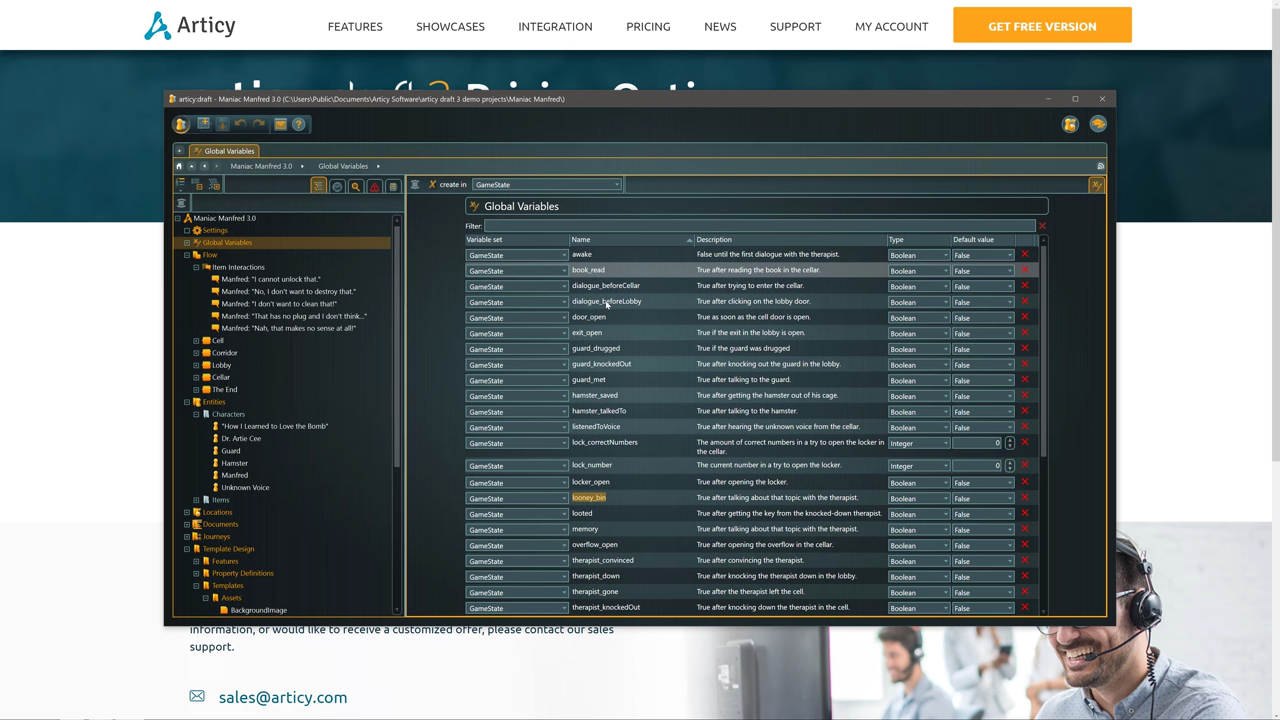 Articy
FEATURES SHOWCASES INTEGRATION PRICING NEWS SUPPORT MY ACCOUNT GET FREE VERSION
articy:draft - Maniac Manfred 3.0 (C:\Users\Public\Documents\Articy Software\articy draft 3 demo projects\Maniac Manfred\)
Global Variables
Maniac Manfred 3.0 Global Variables
create in GameState
Maniac Manfred 3.0
Settings
Global Variables
Flow
Item Interactions
Manfred: "I cannot unlock that."
Manfred: "No, I don't want to destroy that."
Manfred: "I don't want to clean that!"
Manfred: "That has no plug and I don't think..."
Manfred: "Nah, that makes no sense at all!"
Cell
Corridor
Lobby
Cellar
The End
Entities
Characters
"How I Learned to Love the Bomb"
Dr. Artie Cee
Guard
Hamster
Manfred
Unknown Voice
Items
Locations
Documents
Journeys
Template Design
Features
Property Definitions
Templates
Assets
BackgroundImage
Global Variables
Filter:
Variable set Name Description Type Default value
GameState awake False until the first dialogue with the therapist. Boolean False
GameState book_read True after reading the book in the cellar. Boolean False
GameState dialogue_beforeCellar True after trying to enter the cellar. Boolean False
GameState dialogue_beforeLobby True after clicking on the lobby door. Boolean False
GameState door_open True as soon as the cell door is open. Boolean False
GameState exit_open True if the exit in the lobby is open. Boolean False
GameState guard_drugged True if the guard was drugged Boolean False
GameState guard_knockedOut True after knocking out the guard in the lobby. Boolean False
GameState guard_met True after talking to the guard. Boolean False
GameState hamster_saved True after getting the hamster out of his cage. Boolean False
GameState hamster_talkedTo True after talking to the hamster. Boolean False
GameState listenedToVoice True after hearing the unknown voice from the cellar. Boolean False
GameState lock_correctNumbers The amount of correct numbers in a try to open the locker in Integer 0
the cellar.
GameState lock_number The current number in a try to open the locker. Integer 0
GameState locker_open True after opening the locker. Boolean False
GameState looney_bin True after talking about that topic with the therapist. Boolean False
GameState looted True after getting the key from the knocked-down therapist. Boolean False
GameState memory True after talking about that topic with the therapist. Boolean False
GameState overflow_open True after opening the overflow in the cellar. Boolean False
GameState therapist_convinced True after convincing the therapist. Boolean False
GameState therapist_down True after knocking the therapist down in the lobby. Boolean False
GameState therapist_gone True after the therapist left the cell. Boolean False
GameState therapist_knockedOut True after knocking down the therapist in the cell. Boolean False
information, or would like to receive a customized offer, please contact our sales
support.
sales@articy.com